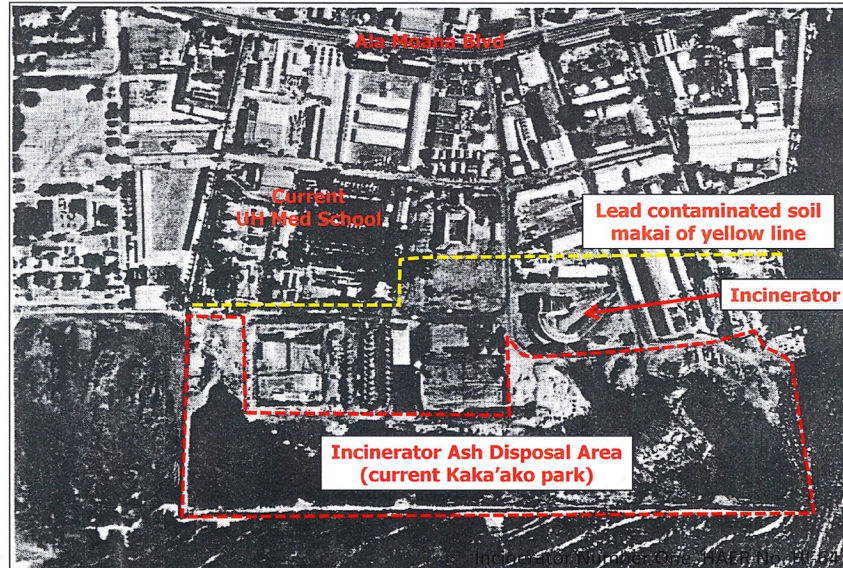 Ala Moana Blvd
Current
UH Med School
Lead contaminated soil
makai of yellow line
Incinerator
Incinerator Ash Disposal Area
(current Kaka'ako park)
Incinerator Number One, HAER No. HI-